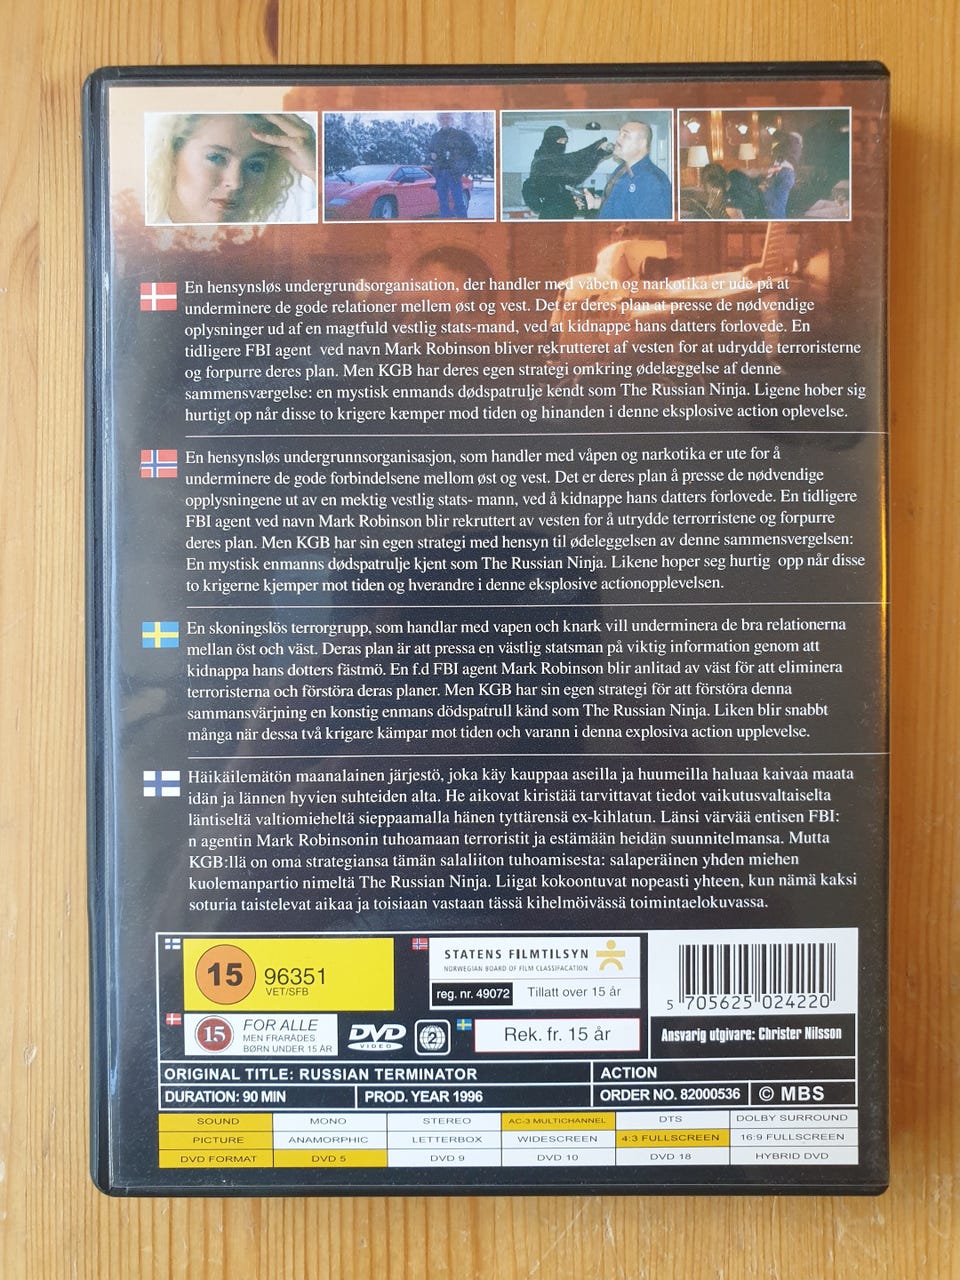 En hensynsløs undergrundsorganisation, der handler med våben og narkotika er ude på at
underminere de gode relationer mellem øst og vest. Det er deres plan at presse de nødvendige
oplysninger ud af en magtfuld vestlig stats-mand, ved at kidnappe hans datters forlovede. En
tidligere FBI agent ved navn Mark Robinson bliver rekrutteret af vesten for at udrydde terroristerne
og forpurre deres plan. Men KGB har deres egen strategi omkring ødelæggelse af denne
sammensværgelse: en mystisk enmands dødspatrulje kendt som The Russian Ninja. Ligene hober sig
hurtigt op når disse to krigere kæmper mod tiden og hinanden i denne eksplosive action oplevelse.
En hensynsløs undergrunnsorganisasjon, som handler med våpen og narkotika er ute for å
underminere de gode forbindelsene mellom øst og vest. Det er deres plan å presse de nødvendige
opplysningene ut av en mektig vestlig stats- mann, ved å kidnappe hans datters forlovede. En tidligere
FBI agent ved navn Mark Robinson blir rekruttert av vesten for å utrydde terrorristene og forpurre
deres plan. Men KGB har sin egen strategi med hensyn til ødeleggelsen av denne sammensvergelsen:
En mystisk enmanns dødspatrulje kjent som The Russian Ninja. Likene hoper seg hurtig opp når disse
to krigerne kjemper mot tiden og hverandre i denne eksplosive actionopplevelsen.
En skoningslös terrorgrupp, som handlar med vapen och knark vill underminera de bra relationerna
mellan öst och väst. Deras plan är att pressa en västlig statsman på viktig information genom att
kidnappa hans dotters fästmö. En f.d FBI agent Mark Robinson blir anlitad av väst för att eliminera
terroristerna och förstöra deras planer. Men KGB har sin egen strategi för att förstöra denna
sammansvärjning en konstig enmans dödspatrull känd som The Russian Ninja. Liken blir snabbt
många när dessa två krigare kämpar mot tiden och varann i denna explosiva action upplevelse.
Häikäilemätön maanalainen järjestö, joka käy kauppaa aseilla ja huumeilla haluaa kaivaa maata
idän ja lännen hyvien suhteiden alta. He aikovat kiristää tarvittavat tiedot vaikutusvaltaiselta
läntiseltä valtiomieheltä sieppaamalla hänen tyttärensä ex-kihlatun. Länsi värvää entisen FBI:
n agentin Mark Robinsonin tuhoamaan terroristit ja estämään heidän suunnitelmansa. Mutta
KGB:llä on oma strategiansa tämän salaliiton tuhoamisesta: salaperäinen yhden miehen
kuolemanpartio nimeltä The Russian Ninja. Liigat kokoontuvat nopeasti yhteen, kun nämä kaksi
soturia taistelevat aikaa ja toisiaan vastaan tässä kihelmöivässä toimintaelokuvassa.
15 96351
VET/SFB
STATENS FILMTILSYN
NORWEGIAN BOARD OF FILM CLASSIFACATION
reg. nr. 49072 Tillatt over 15 år
5 705625 024220
15 FOR ALLE
MEN FRARÅDES
BØRN UNDER 15 ÅR
DVD
VIDEO
2
Rek. fr. 15 år
Ansvarig utgivare: Christer Nilsson
ORIGINAL TITLE: RUSSIAN TERMINATOR ACTION
DURATION: 90 MIN PROD. YEAR 1996 ORDER NO. 82000536 © MBS
SOUND MONO STEREO AC-3 MULTICHANNEL DTS DOLBY SURROUND
PICTURE ANAMORPHIC LETTERBOX WIDESCREEN 4:3 FULLSCREEN 16:9 FULLSCREEN
DVD FORMAT DVD 5 DVD 9 DVD 10 DVD 18 HYBRID DVD